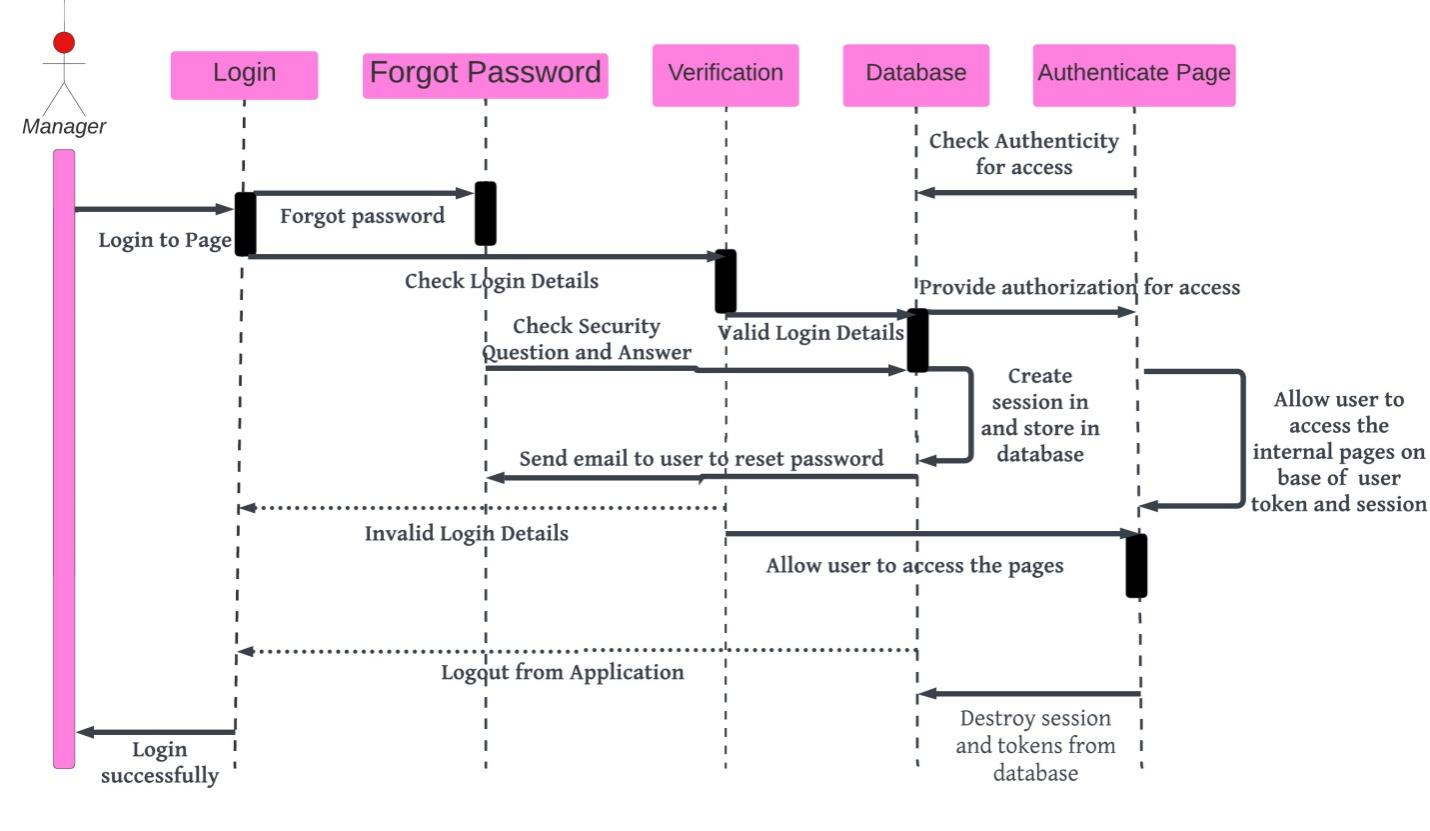 Login
Forgot Password
Verification
Database
Authenticate Page
Manager
Check Authenticity
for access
Forgot password
Login to Page
Check Login Details
Provide authorization for access
Check Security
Question and Answer
Valid Login Details
Create
session in
and store in
database
Allow user to
access the
internal pages on
base of  user
token and session
Send email to user to reset password
Invalid Login Details
Allow user to access the pages
Logout from Application
Destroy session
and tokens from
database
Login
successfully